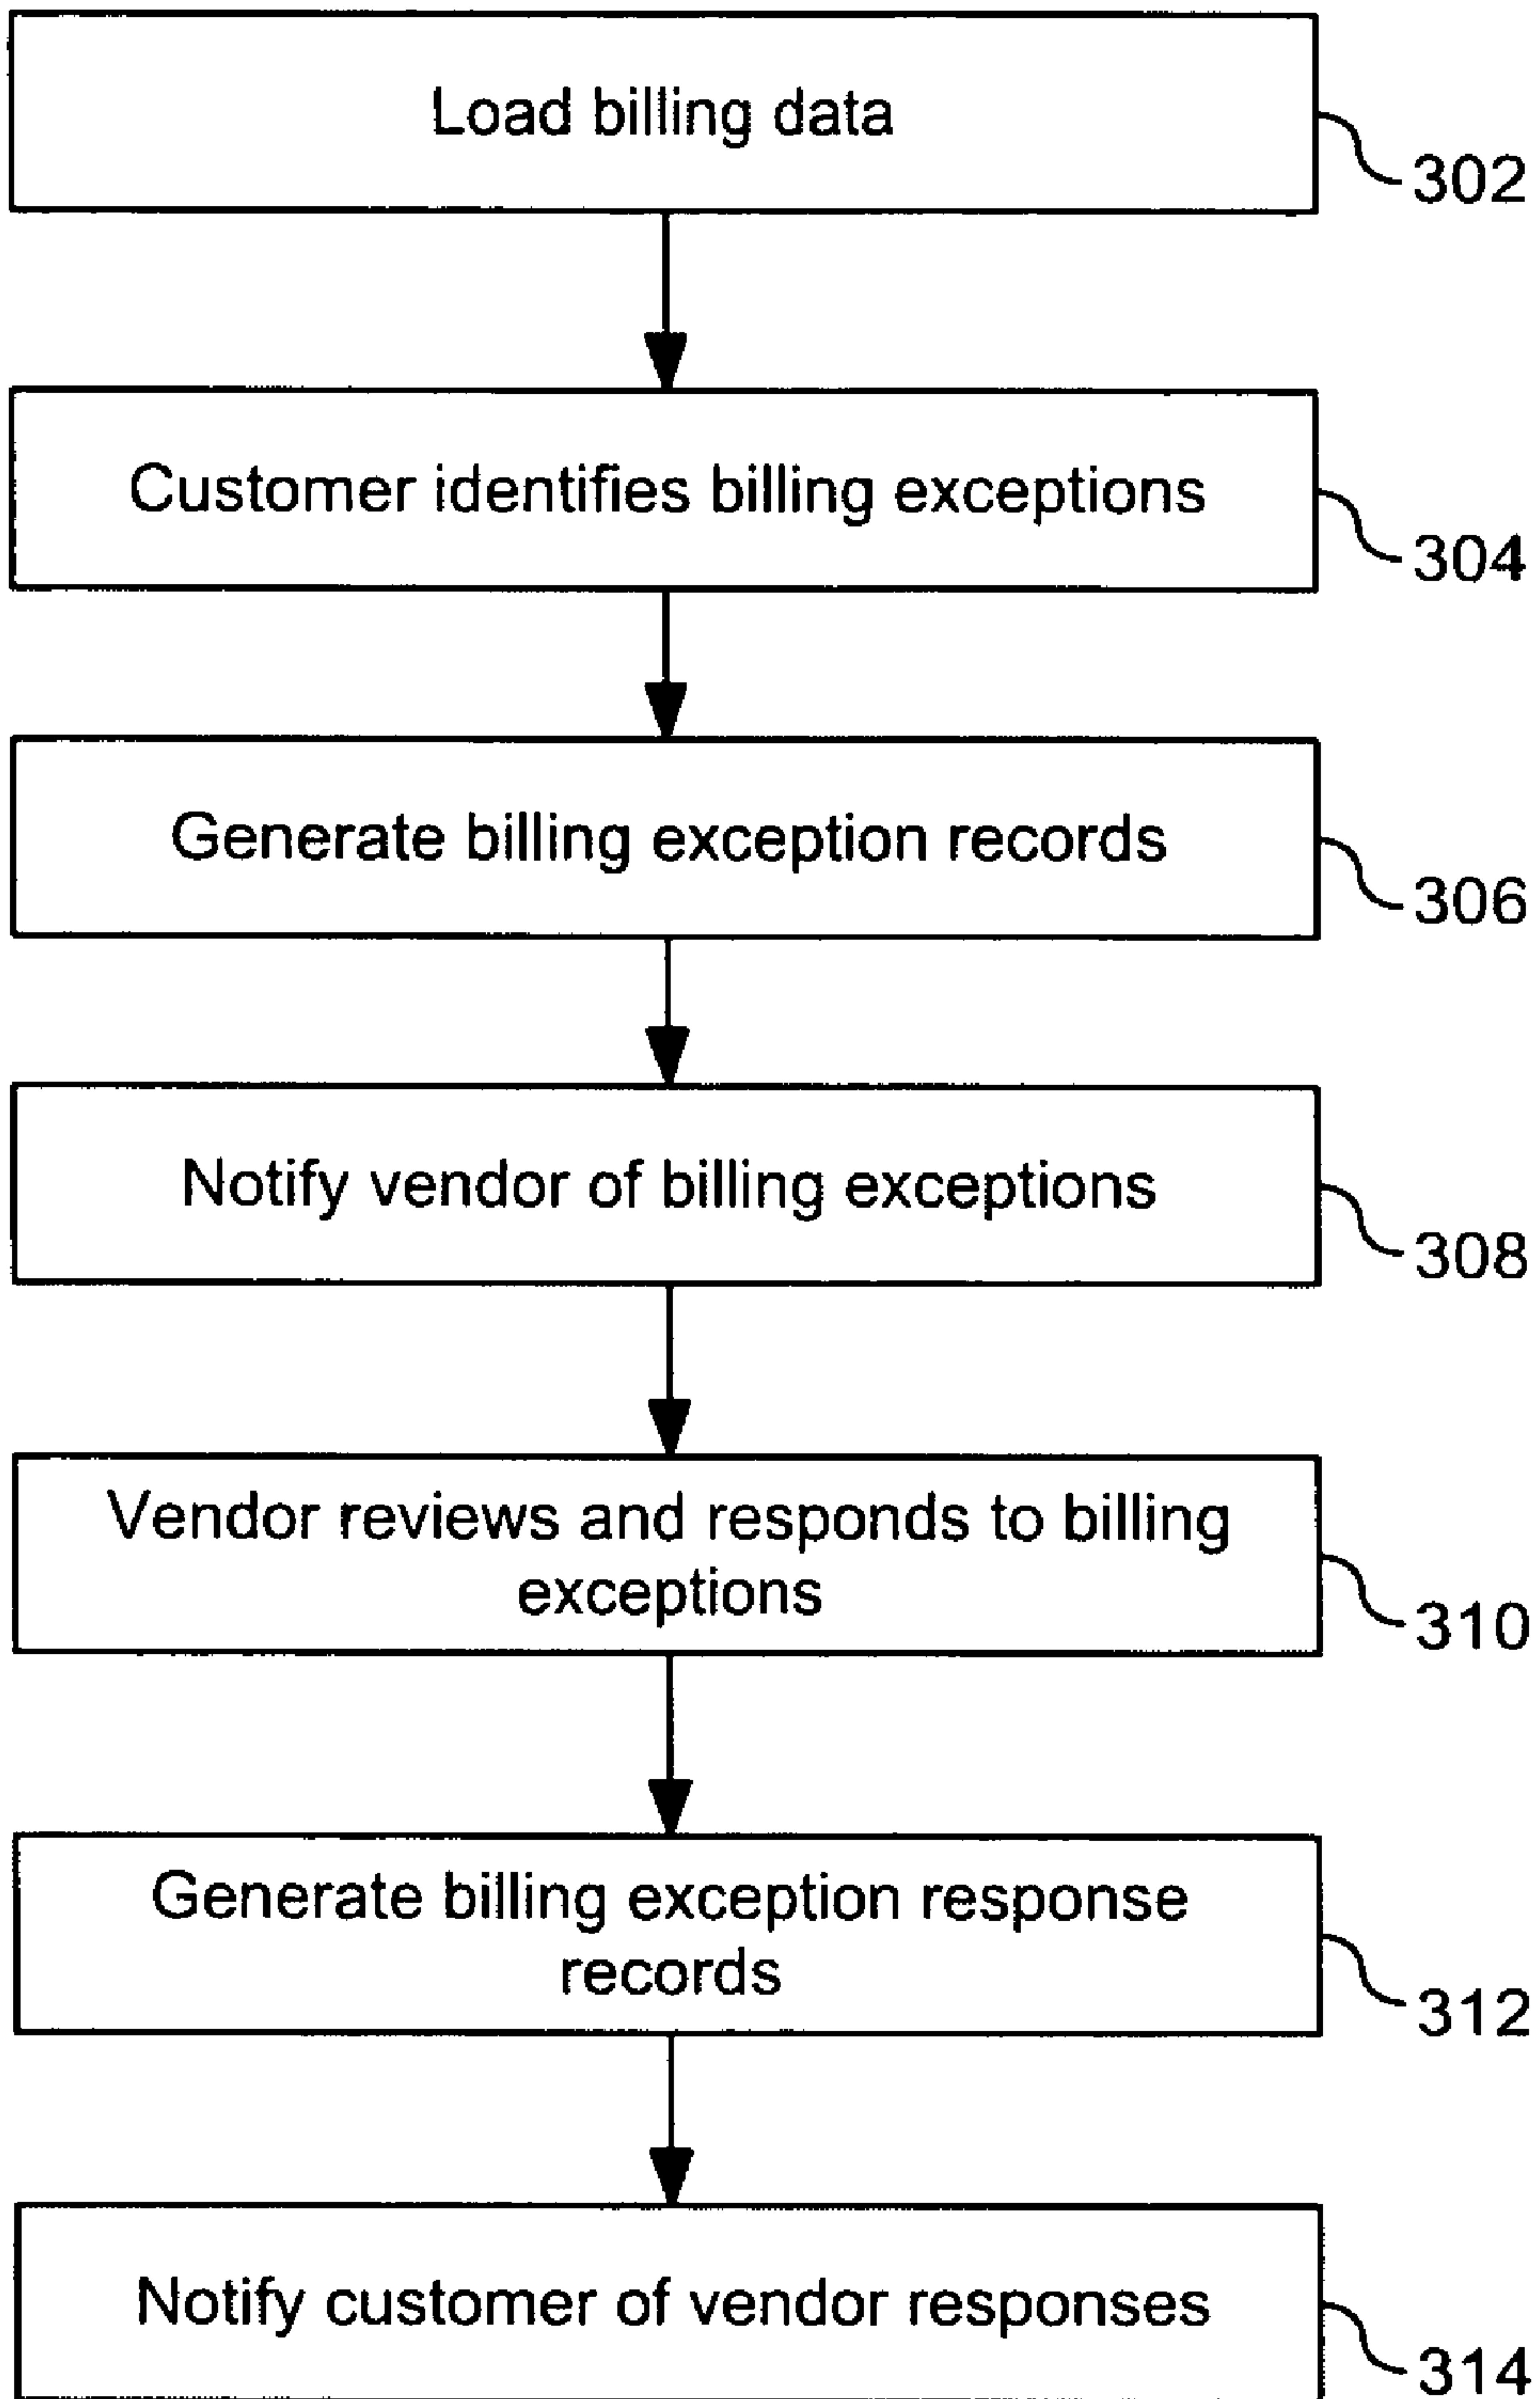 Load billing data
302
Customer identifies billing exceptions
304
Generate billing exception records
306
Notify vendor of billing exceptions
308
Vendor reviews and responds to billing
exceptions
310
Generate billing exception response
records
312
Notify customer of vendor responses
314